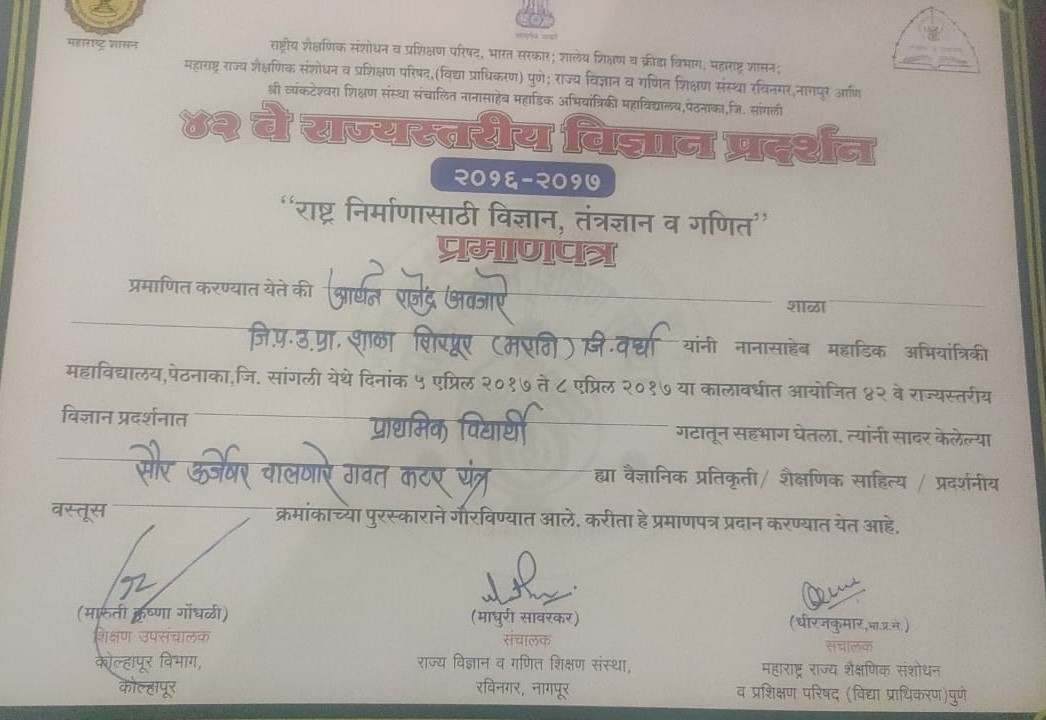 महाराष्ट्र शासन
राष्ट्रीय शैक्षणिक संशोधन व प्रशिक्षण परिषद, भारत सरकार; शालेय शिक्षण व क्रीडा विभाग, महाराष्ट्र शासन;
महाराष्ट्र राज्य शैक्षणिक संशोधन व प्रशिक्षण परिषद,(विद्या प्राधिकरण) पुणे; राज्य विज्ञान व गणित शिक्षण संस्था रविनगर,नागपूर आणि
श्री व्यंकटेश्वरा शिक्षण संस्था संचालित नानासाहेब महाडिक अभियांत्रिकी महाविद्यालय,पेठनाका,जि. सांगली
४२ वे राज्यस्तरीय विज्ञान प्रदर्शन
२०१६-२०१७
“राष्ट्र निर्माणासाठी विज्ञान, तंत्रज्ञान व गणित”
प्रमाणपत्र
प्रमाणित करण्यात येते की राजेंद्र अवजारे शाळा
जि.प.उ.प्रा. शाळा शिरपूर जि.वर्धा यांनी नानासाहेब महाडिक अभियांत्रिकी
महाविद्यालय,पेठनाका,जि. सांगली येथे दिनांक ५ एप्रिल २०१७ ते ८ एप्रिल २०१७ या कालावधीत आयोजित ४२ वे राज्यस्तरीय
विज्ञान प्रदर्शनात प्राथमिक विद्यार्थी गटातून सहभाग घेतला. त्यांनी सादर केलेल्या
सौर ऊर्जेवर चालणारे गवत कटर यंत्र ह्या वैज्ञानिक प्रतिकृती/ शैक्षणिक साहित्य / प्रदर्शनीय
वस्तूस क्रमांकाच्या पुरस्काराने गौरविण्यात आले. करीता हे प्रमाणपत्र प्रदान करण्यात येत आहे.
(मारुती कृष्णा गोंधळी)
शिक्षण उपसंचालक
कोल्हापूर विभाग,
कोल्हापूर
(माधुरी सावरकर)
संचालक
राज्य विज्ञान व गणित शिक्षण संस्था,
रविनगर, नागपूर
(धीरजकुमार,भा.प्र.से.)
संचालक
महाराष्ट्र राज्य शैक्षणिक संशोधन
व प्रशिक्षण परिषद (विद्या प्राधिकरण)पुणे